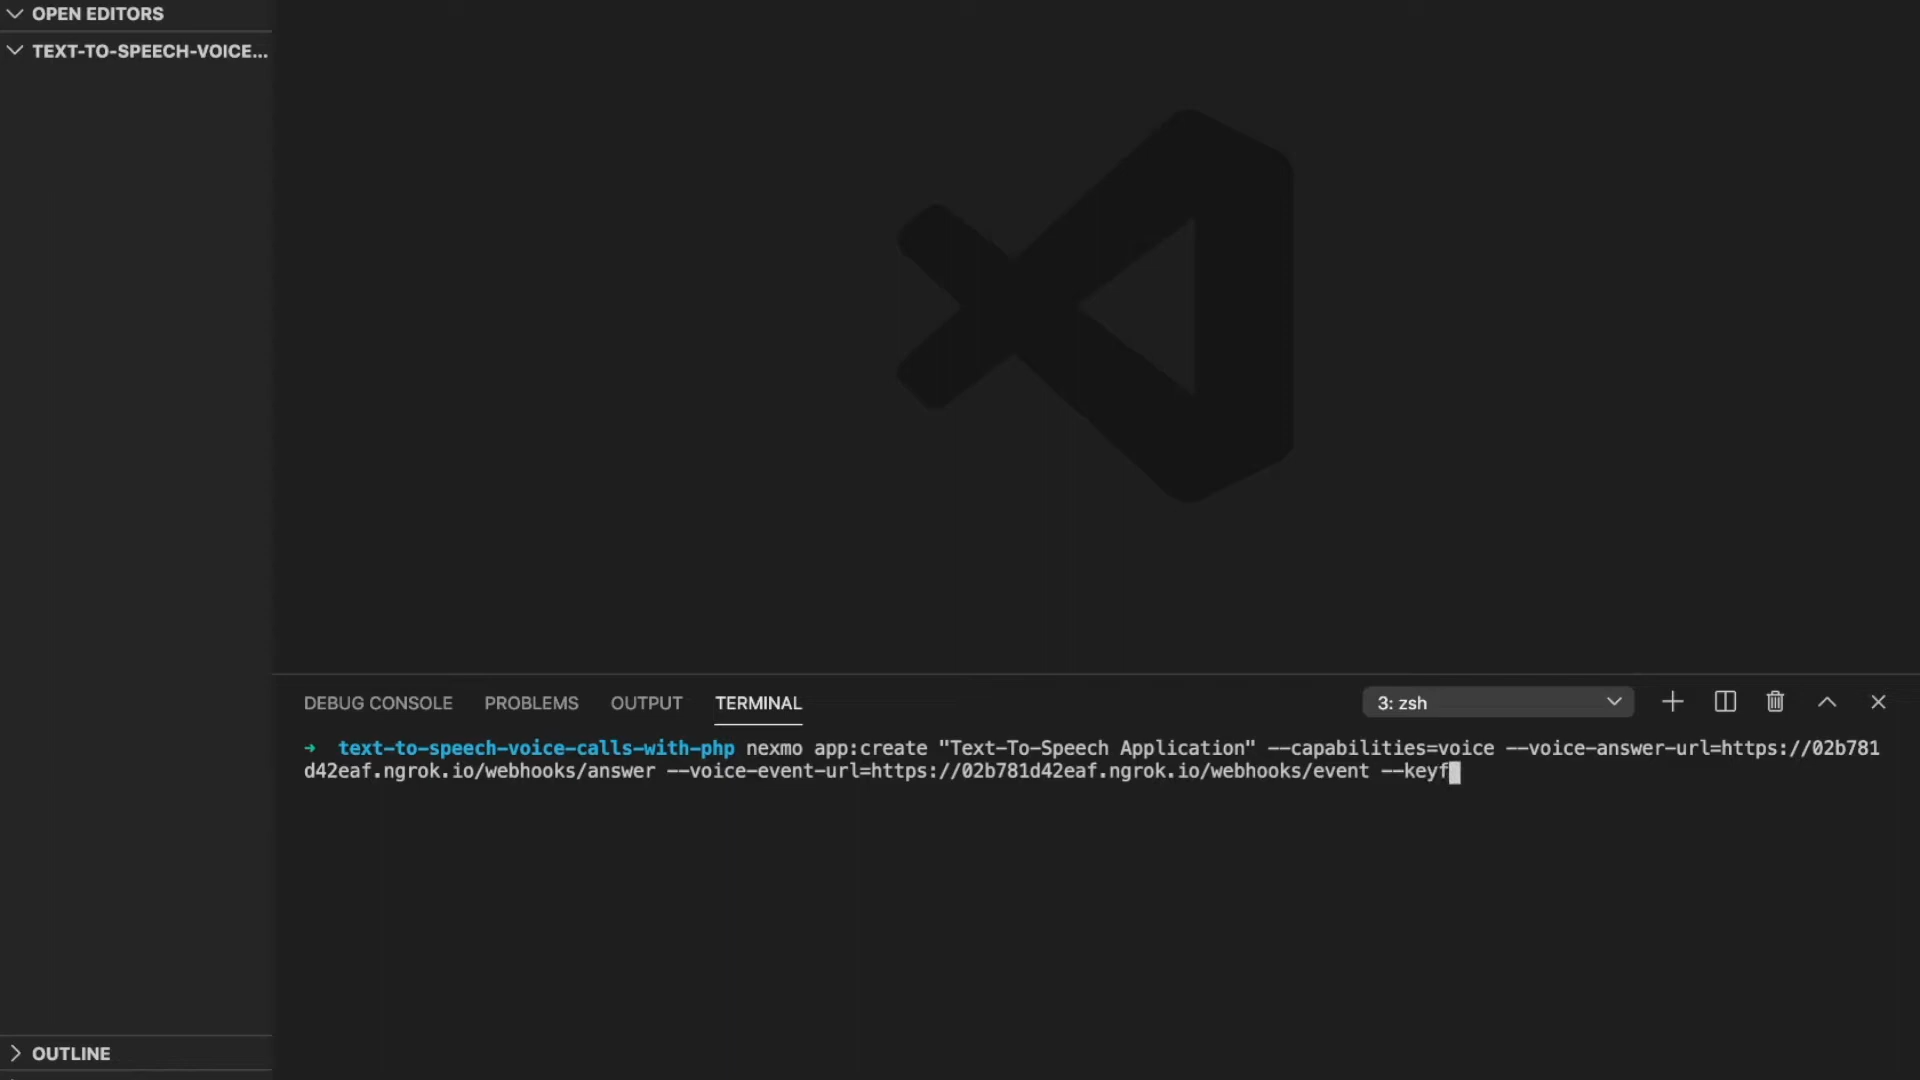 OPEN EDITORS
TEXT-TO-SPEECH-VOICE...
DEBUG CONSOLE PROBLEMS OUTPUT TERMINAL 3: zsh
➜ text-to-speech-voice-calls-with-php nexmo app:create "Text-To-Speech Application" --capabilities=voice --voice-answer-url=https://02b781
d42eaf.ngrok.io/webhooks/answer --voice-event-url=https://02b781d42eaf.ngrok.io/webhooks/event --keyf
OUTLINE